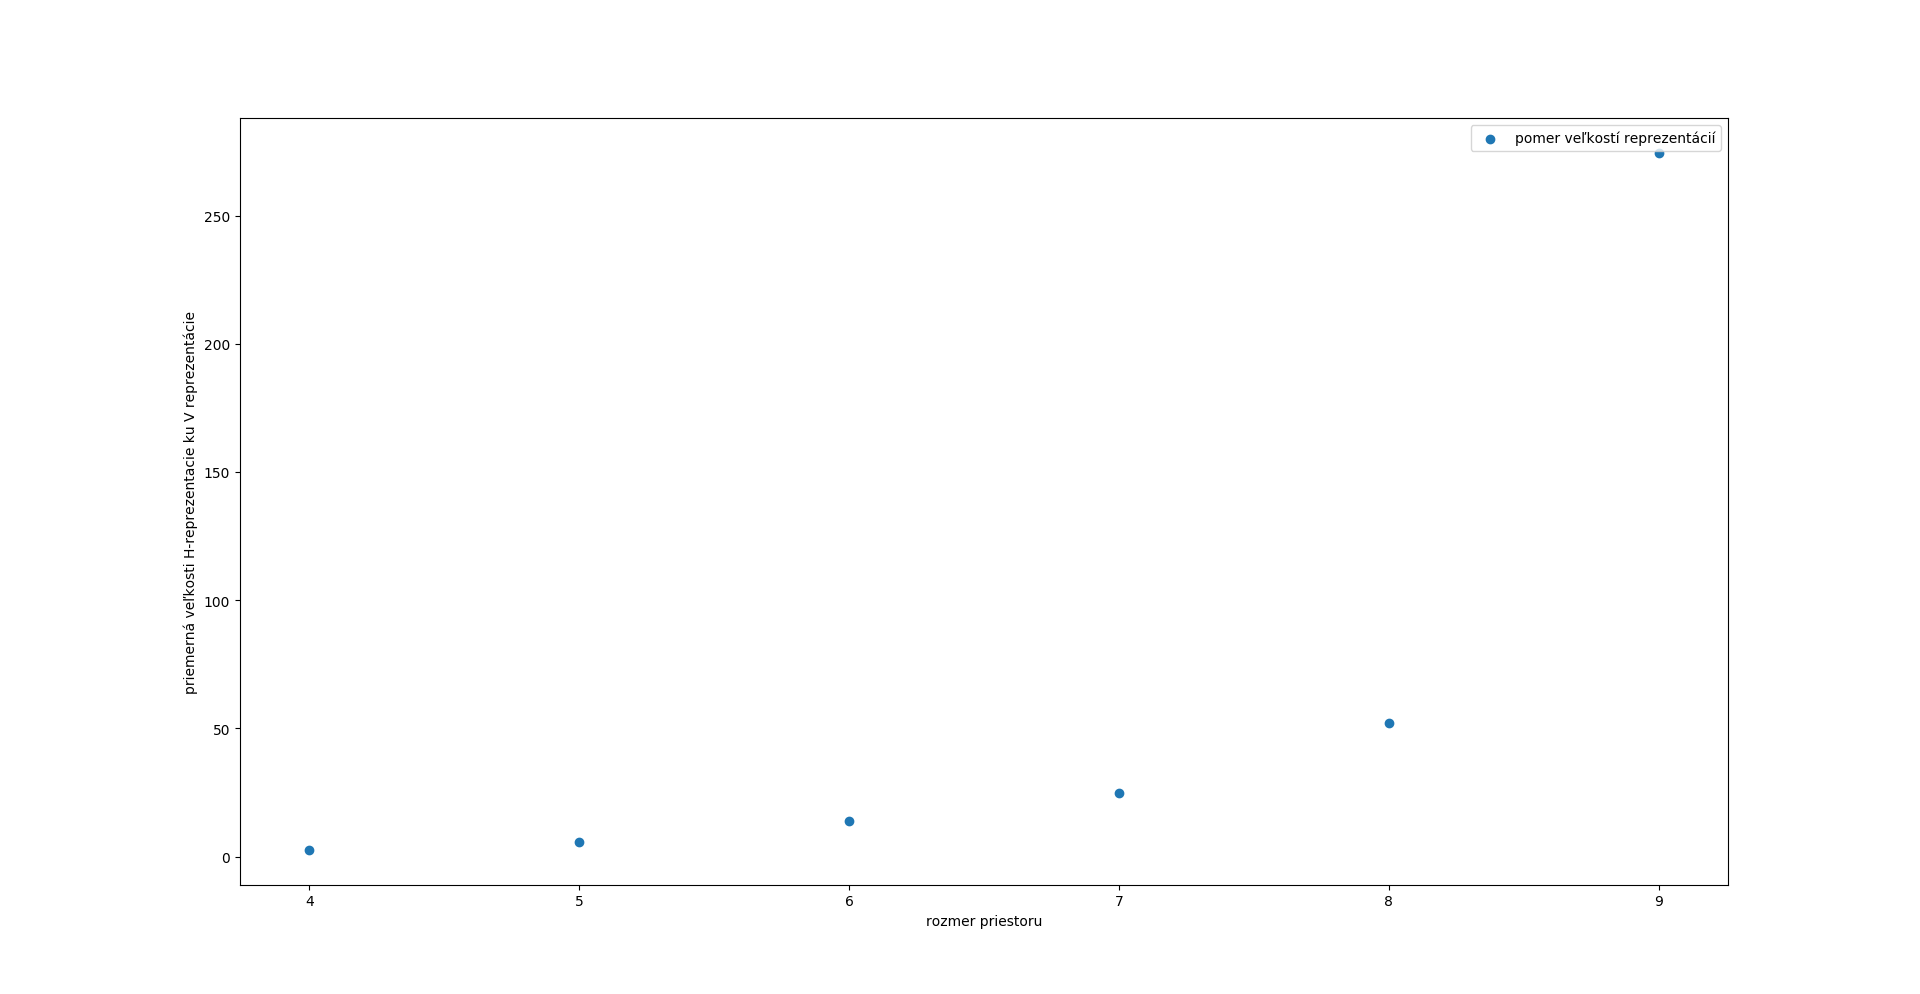 pomer veľkostí reprezentácií
priemerná veľkosti H-reprezentacie ku V reprezentácie
250
200
150
100
50
0
4 5 6 7 8 9
rozmer priestoru